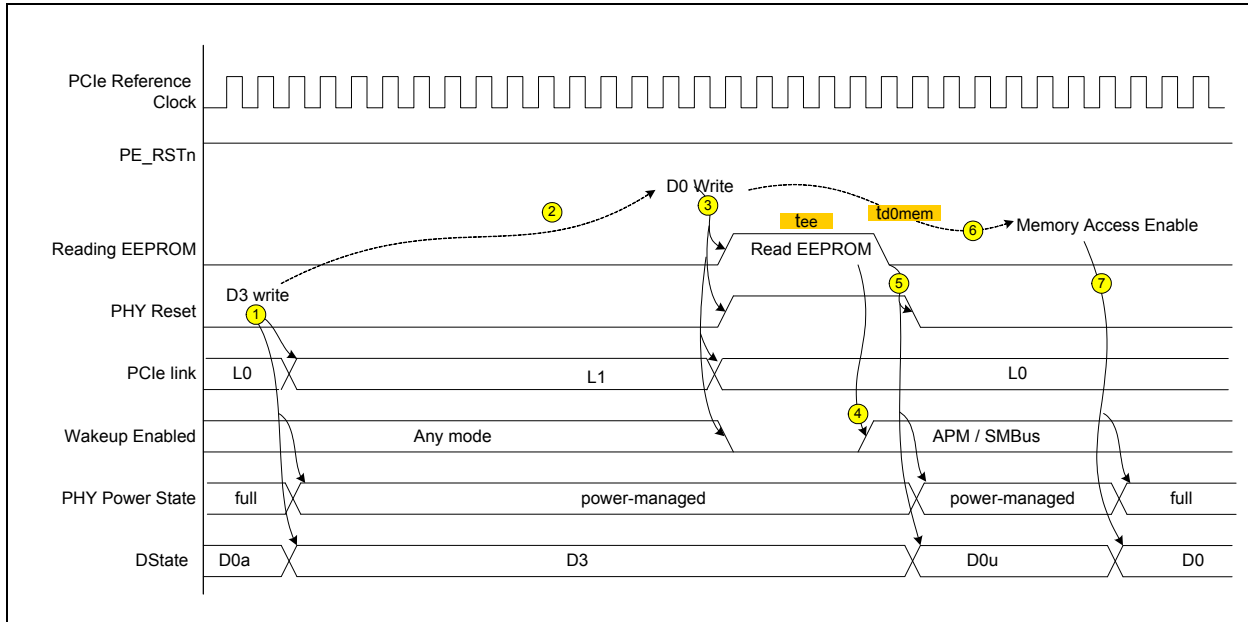 PCIe Reference
Clock
PE_RSTn
D0 Write
2
3
tee
td0mem
6
Memory Access Enable
Reading EEPROM
Read EEPROM
D3 write
5
7
1
PHY Reset
PCIe link
L0
L1
L0
4
Wakeup Enabled
Any mode
APM / SMBus
PHY Power State
full
power-managed
power-managed
full
DState
D0a
D3
D0u
D0